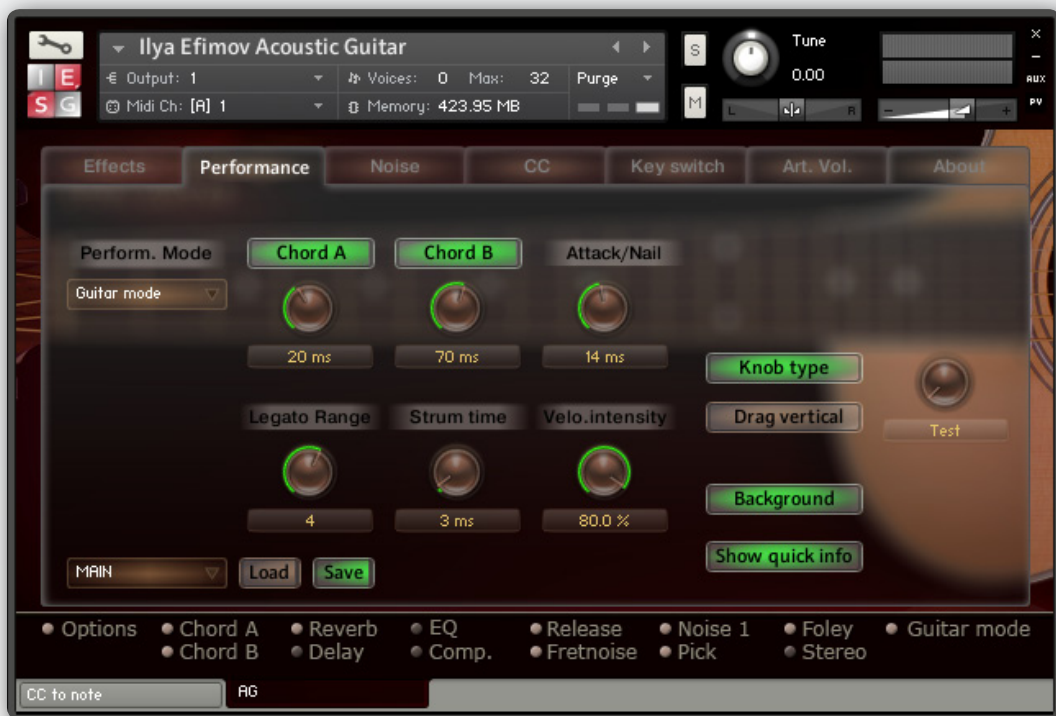 Ilya Efimov Acoustic Guitar
Output: 1
Voices: 0 Max: 32
Purge
Midi Ch: [A] 1
Memory: 423.95 MB
I E,
S G
S
M
Tune
0.00
L R
- +
×
-
AUX
PV
Effects Performance Noise CC Key switch Art. Vol. About
Perform. Mode Chord A Chord B Attack/Nail
Guitar mode
20 ms 70 ms 14 ms
Knob type
Legato Range Strum time Velo.intensity Drag vertical Test
4 3 ms 80.0 %
Background
Show quick info
MAIN Load Save
Options Chord A Reverb EQ Release Noise 1 Foley Guitar mode
Chord B Delay Comp. Fretnoise Pick Stereo
CC to note AG